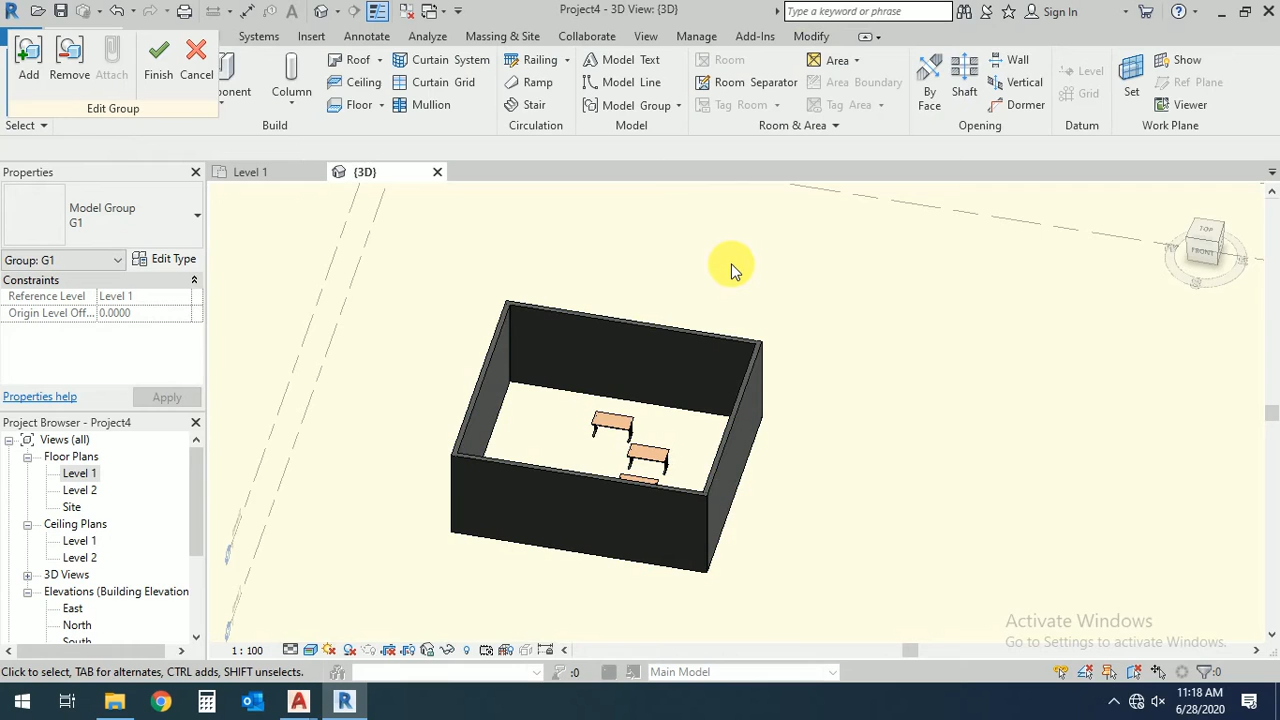 Project4 - 3D View: {3D}
Type a keyword or phrase
Sign In
Systems Insert Annotate Analyze Massing & Site Collaborate View Manage Add-Ins Modify
Add Remove Attach Finish Cancel
Edit Group
Select
ponent
Column
Roof
Ceiling
Floor
Curtain System
Curtain Grid
Mullion
Build
Railing
Ramp
Stair
Circulation
Model Text
Model Line
Model Group
Model
Room
Room Separator
Tag Room
Area
Area Boundary
Tag Area
Room & Area
By Face
Shaft
Wall
Vertical
Dormer
Opening
Level
Grid
Datum
Set
Show
Ref Plane
Viewer
Work Plane
Properties
Level 1
{3D}
Model Group
G1
Group: G1
Edit Type
Constraints
Reference Level Level 1
Origin Level Off... 0.0000
Properties help
Apply
Project Browser - Project4
Views (all)
Floor Plans
Level 1
Level 2
Site
Ceiling Plans
Level 1
Level 2
3D Views
Elevations (Building Elevation
East
North
South
TOP
FRONT
Activate Windows
Go to Settings to activate Windows.
1 : 100
Click to select, TAB for alternates, CTRL adds, SHIFT unselects.
:0
Main Model
:0
11:18 AM
6/28/2020